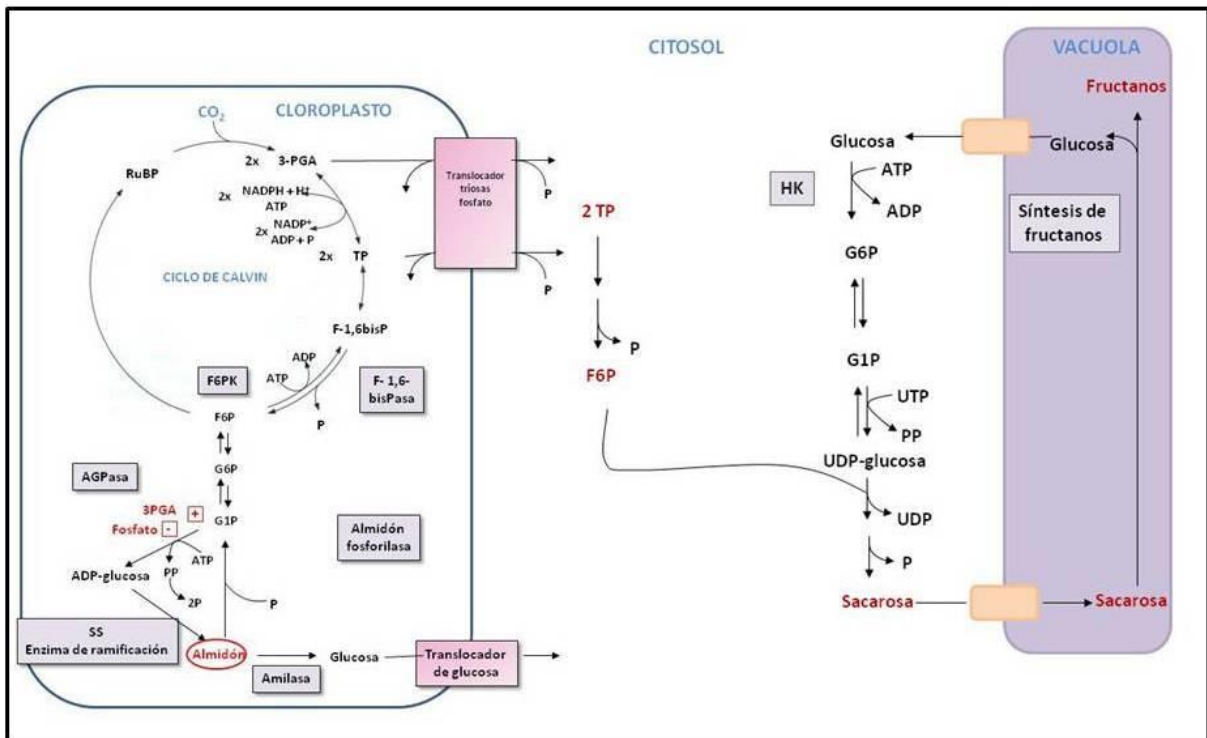 CITOSOL
VACUOLA
CLOROPLASTO
CO2
RuBP
2x 3-PGA
2x NADPH + H+
ATP
2x NADP+
ADP + P
2x TP
CICLO DE CALVIN
F-1,6bisP
F6PK
ATP
ADP
P
F- 1,6-
bisPasa
F6P
G6P
G1P
AGPasa
3PGA +
Fosfato -
ATP
PP
2P
ADP-glucosa
P
Almidón
fosforilasa
SS
Enzima de ramificación
Almidón
Amilasa
Glucosa
Translocador
de glucosa
Translocador
triosas
fosfato
P
P
2 TP
P
F6P
HK
Glucosa
ATP
ADP
G6P
G1P
UTP
PP
UDP-glucosa
UDP
P
Sacarosa
Fructanos
Glucosa
Síntesis de
fructanos
Sacarosa